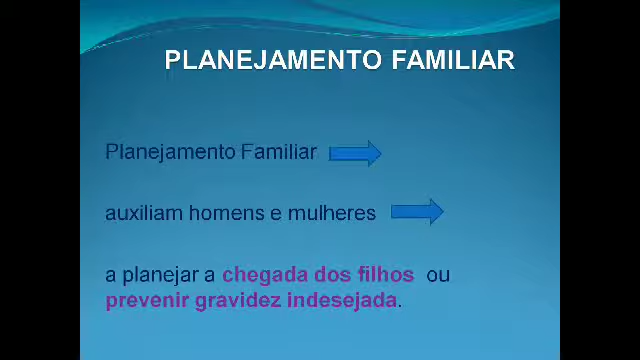 PLANEJAMENTO FAMILIAR
Planejamento Familiar
auxiliam homens e mulheres
a planejar a chegada dos filhos ou
prevenir gravidez indesejada.